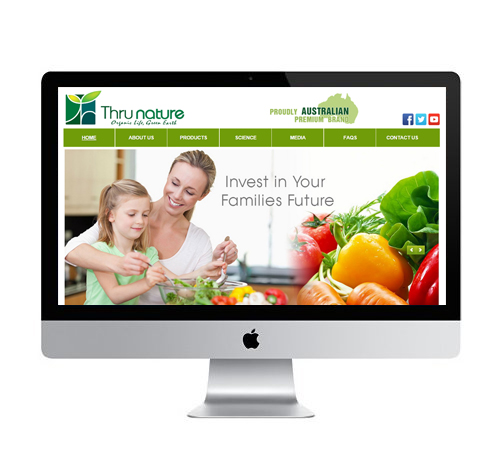 Thru nature
Organic Life, Green Earth
PROUDLY AUSTRALIAN
PREMIUM BRAND
HOME ABOUT US PRODUCTS SCIENCE MEDIA FAQS CONTACT US
Invest in Your
Families Future